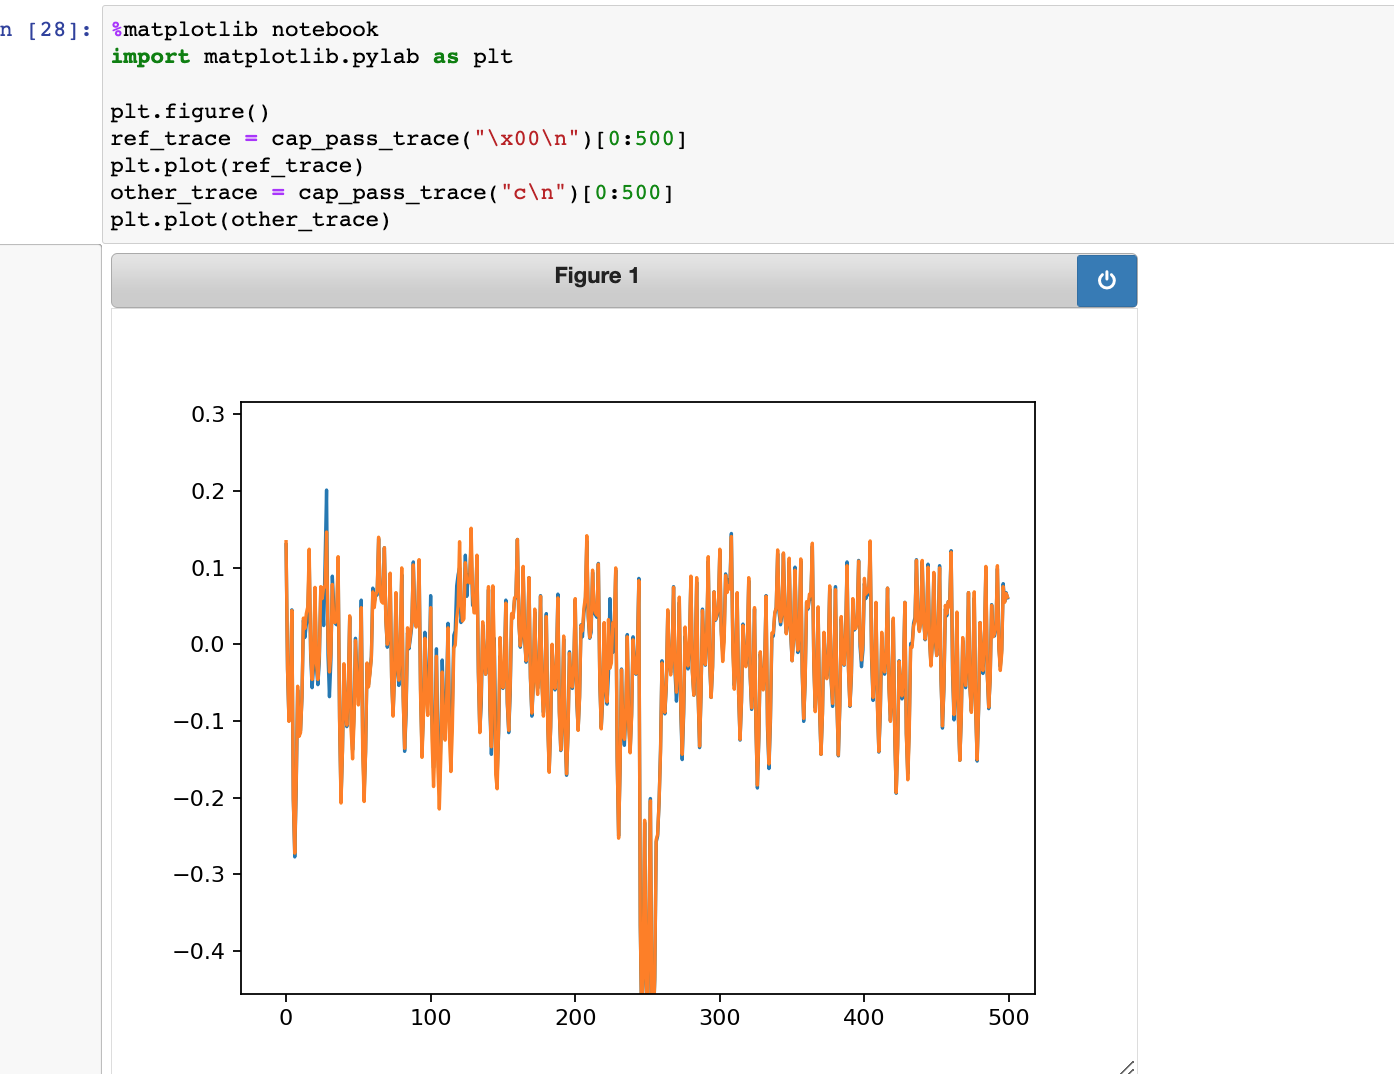 n [28]:
%matplotlib notebook
import matplotlib.pylab as plt
plt.figure()
ref_trace = cap_pass_trace("\x00\n")[0:500]
plt.plot(ref_trace)
other_trace = cap_pass_trace("c\n")[0:500]
plt.plot(other_trace)
Figure 1
0.3
0.2
0.1
0.0
−0.1
−0.2
−0.3
−0.4
0 100 200 300 400 500